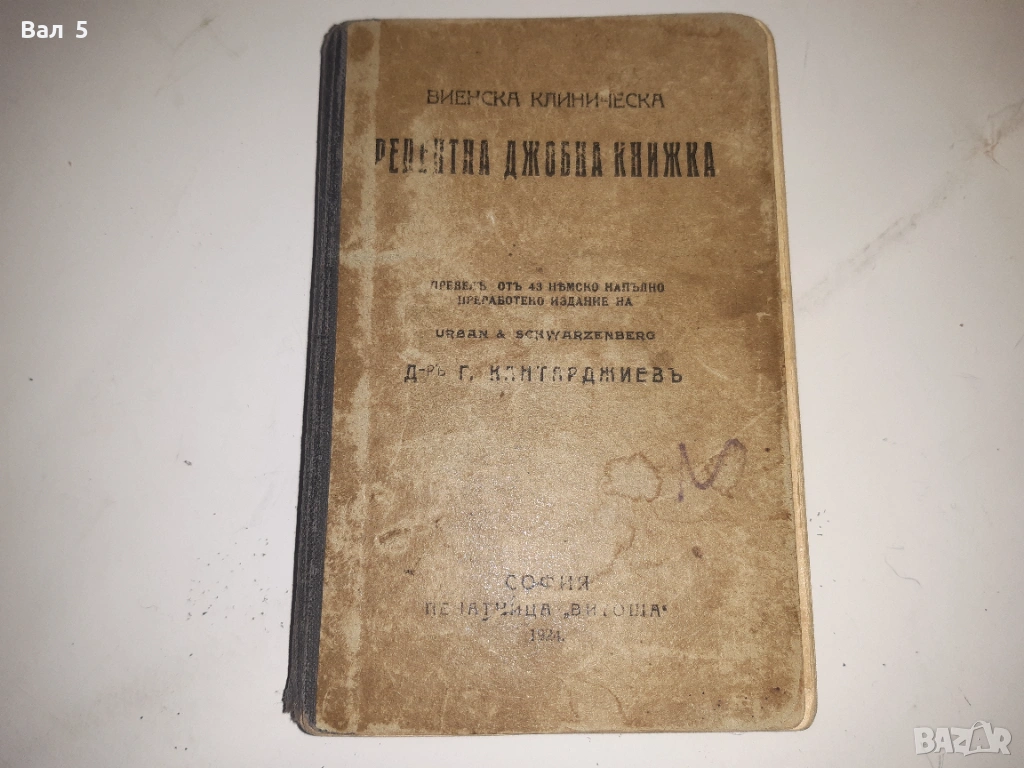 Вал 5
ВИЕНСКА КЛИНИЧЕСКА
РЕЦЕПТНА ДЖОБНА КНИЖКА
ПРЕВЕЛЪ ОТЪ 43 НѢМСКО НАПЪЛНО
ПРЕРАБОТЕНО ИЗДАНИЕ НА
URBAN & SCHWARZENBERG
Д-РЪ Г. КАНТАРДЖИЕВЪ
СОФИЯ
ПЕЧАТНИЦА „ВИТОША“
1924.
BAZAR